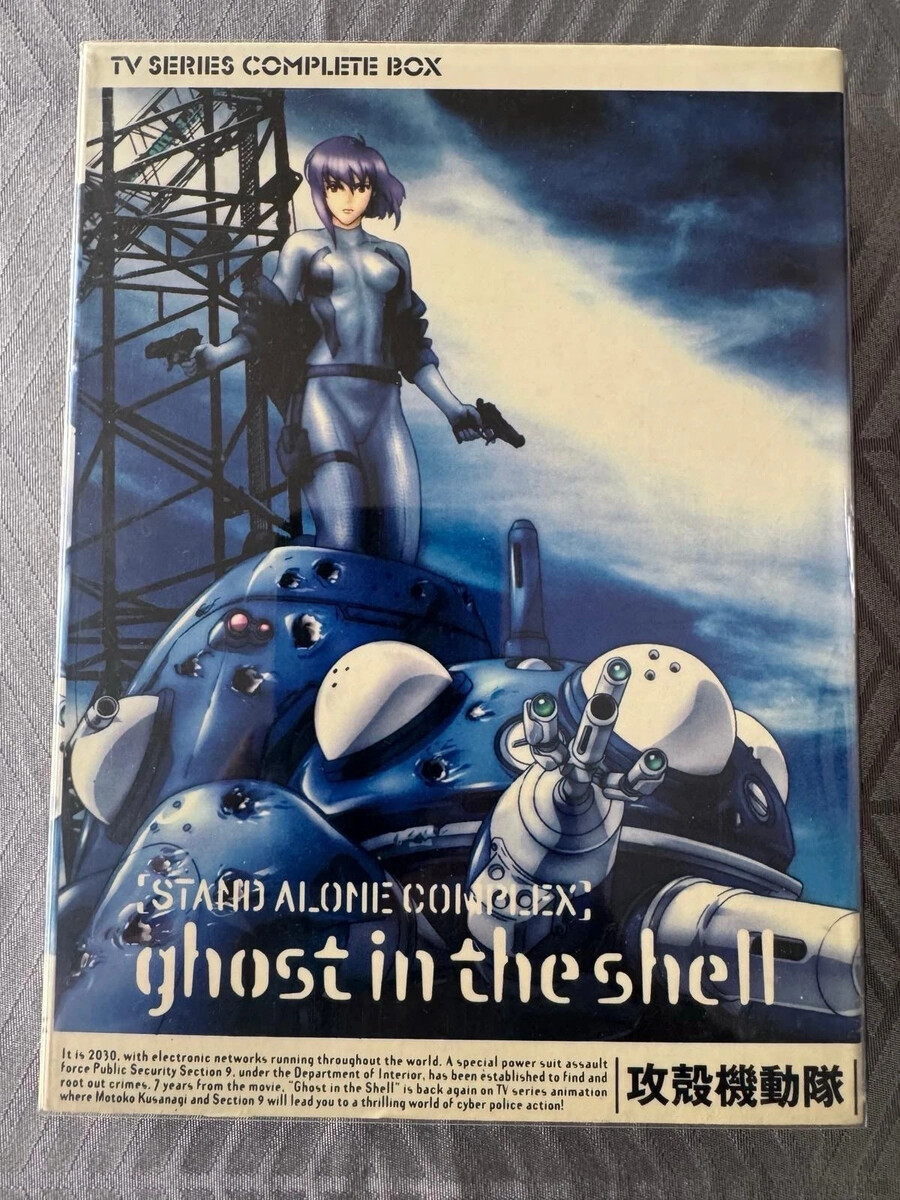 TV SERIES COMPLETE BOX
[STAND ALONE COMPLEX]
ghost in the shell
It is 2030, with electronic networks running throughout the world. A special power suit assault
force Public Security Section 9, under the Department of Interior, has been established to find and
root out crimes. 7 years from the movie, "Ghost in the Shell" is back again on TV series animation
where Motoko Kusanagi and Section 9 will lead you to a thrilling world of cyber police action!
攻殻機動隊